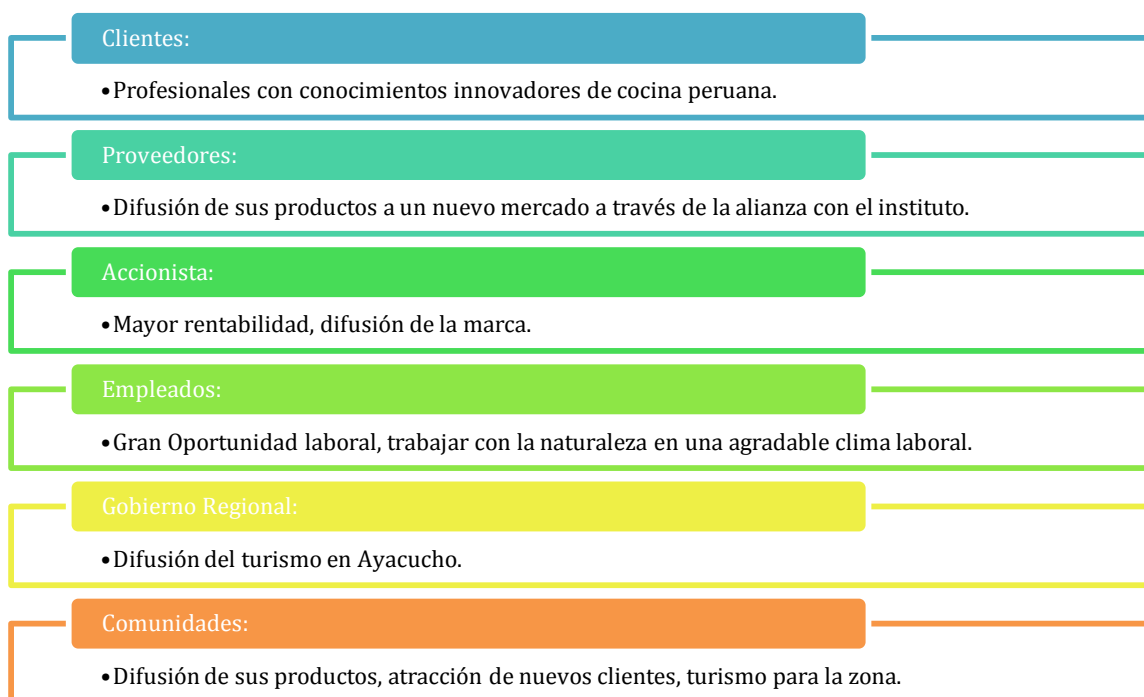 Clientes:
•Profesionales con conocimientos innovadores de cocina peruana.
Proveedores:
•Difusión de sus productos a un nuevo mercado a través de la alianza con el instituto.
Accionista:
•Mayor rentabilidad, difusión de la marca.
Empleados:
•Gran Oportunidad laboral, trabajar con la naturaleza en una agradable clima laboral.
Gobierno Regional:
•Difusión del turismo en Ayacucho.
Comunidades:
•Difusión de sus productos, atracción de nuevos clientes, turismo para la zona.